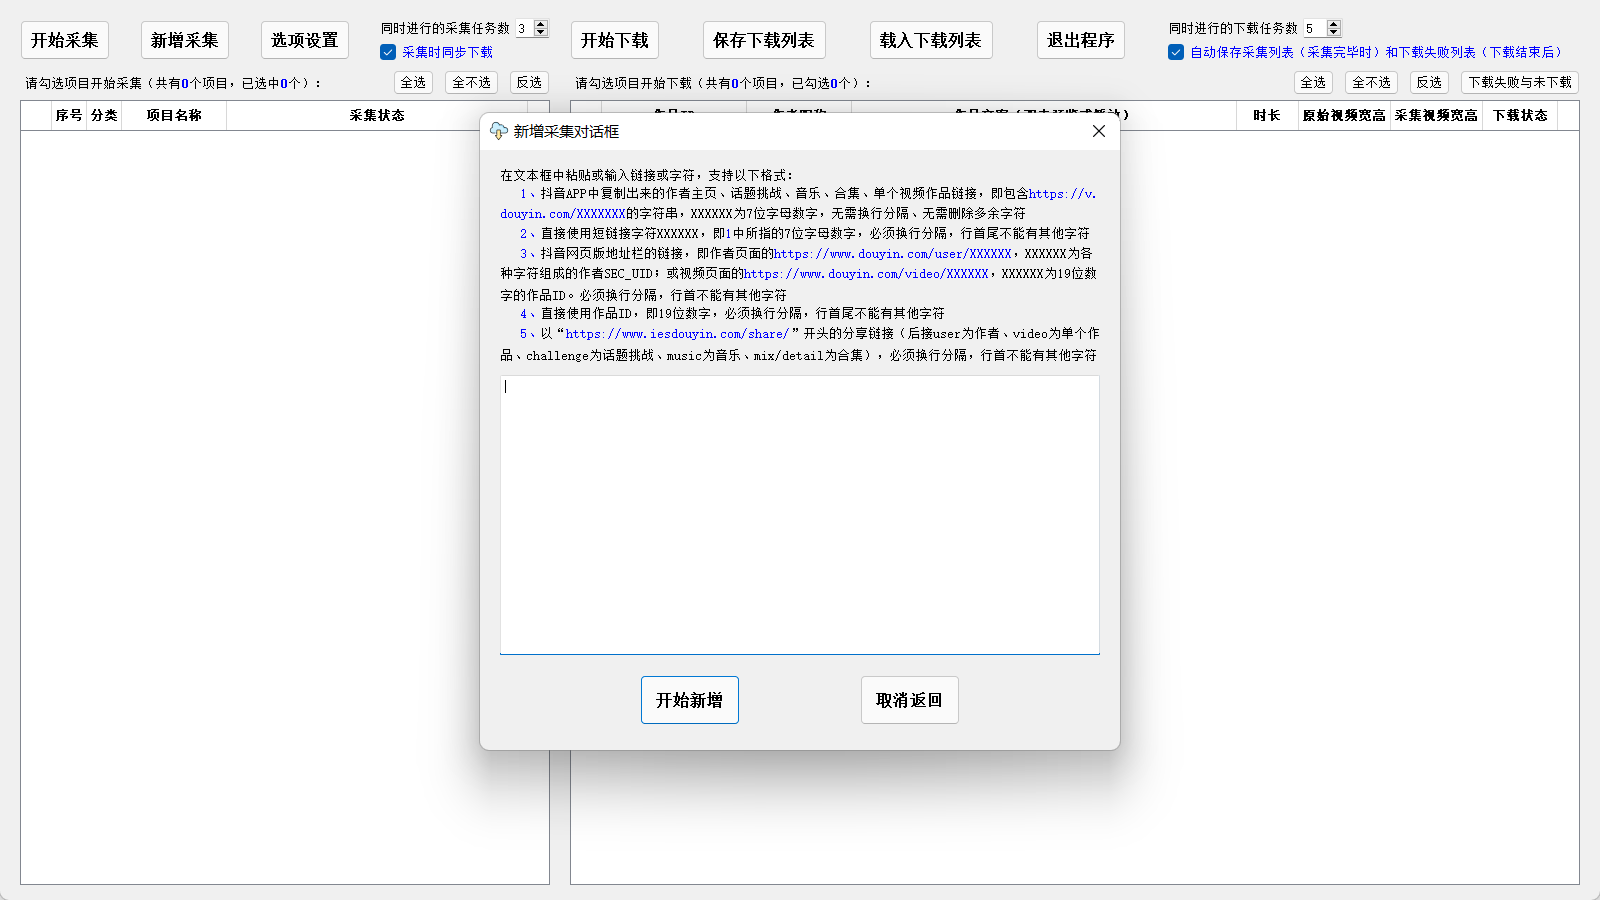 开始采集
新增采集
选项设置
同时进行的采集任务数 3
采集时同步下载
开始下载
保存下载列表
载入下载列表
退出程序
同时进行的下载任务数 5
自动保存采集列表（采集完毕时）和下载失败列表（下载结束后）
请勾选项目开始采集（共有0个项目，已选中0个）：
全选
全不选
反选
请勾选项目开始下载（共有0个项目，已勾选0个）：
全选
全不选
反选
下载失败与未下载
序号 分类 项目名称 采集状态
时长 原始视频宽高 采集视频宽高 下载状态
新增采集对话框
在文本框中粘贴或输入链接或字符，支持以下格式：
1、抖音APP中复制出来的作者主页、话题挑战、音乐、合集、单个视频作品链接，即包含https://v.
douyin.com/XXXXXXX的字符串，XXXXXX为7位字母数字，无需换行分隔、无需删除多余字符
2、直接使用短链接字符XXXXXX，即1中所指的7位字母数字，必须换行分隔，行首尾不能有其他字符
3、抖音网页版地址栏的链接，即作者页面的https://www.douyin.com/user/XXXXXX，XXXXXX为各
种字符组成的作者SEC_UID；或视频页面的https://www.douyin.com/video/XXXXXX，XXXXXX为19位数
字的作品ID。必须换行分隔，行首不能有其他字符
4、直接使用作品ID，即19位数字，必须换行分隔，行首尾不能有其他字符
5、以“https://www.iesdouyin.com/share/”开头的分享链接（后接user为作者、video为单个作
品、challenge为话题挑战、music为音乐、mix/detail为合集），必须换行分隔，行首不能有其他字符
开始新增
取消返回